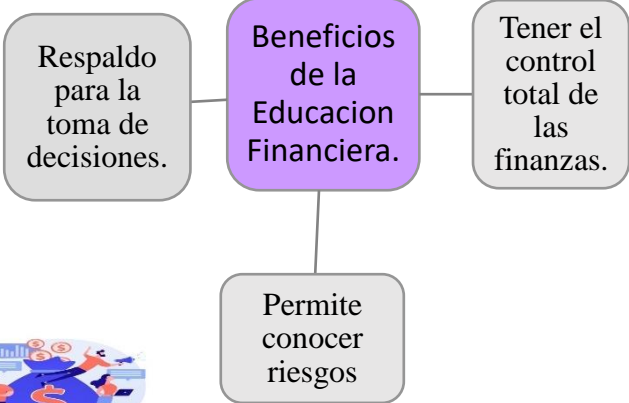 Respaldo
para la
toma de
decisiones.
Beneficios
de la
Educacion
Financiera.
Tener el
control
total de
las
finanzas.
Permite
conocer
riesgos